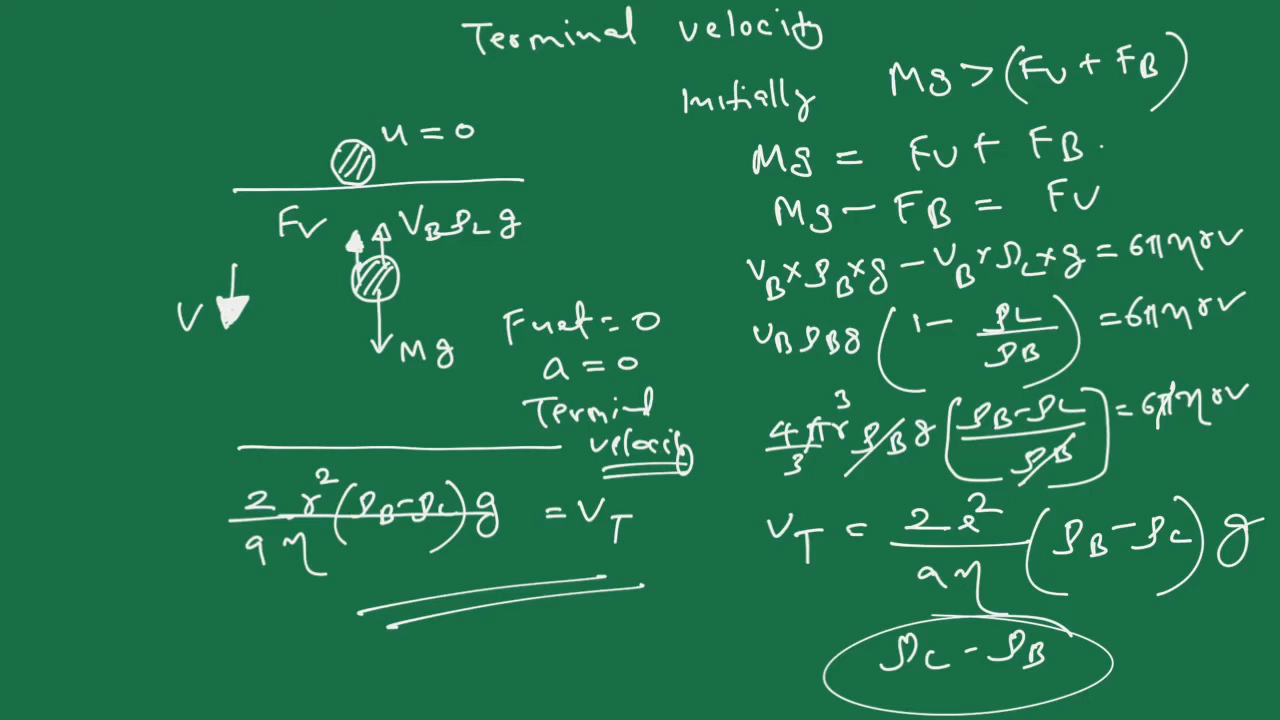 Terminal velocity
Initially Mg > (Fv + FB)
u = 0
Mg = Fv + FB.
Fv VBρLg
Mg - FB = Fv
VB × ρB × g - VB × ρL × g = 6πηrv
V
Mg
Fnet = 0
a = 0
Terminal
velocity
VBρBg (1 - ρL/ρB) = 6πηrv
4/3 πr³ ρB g [(ρB - ρL)/ρB] = 6πηrv
2r²/9η (ρB - ρL) g = VT
VT = 2r²/9η (ρB - ρL) g
ρL - ρB